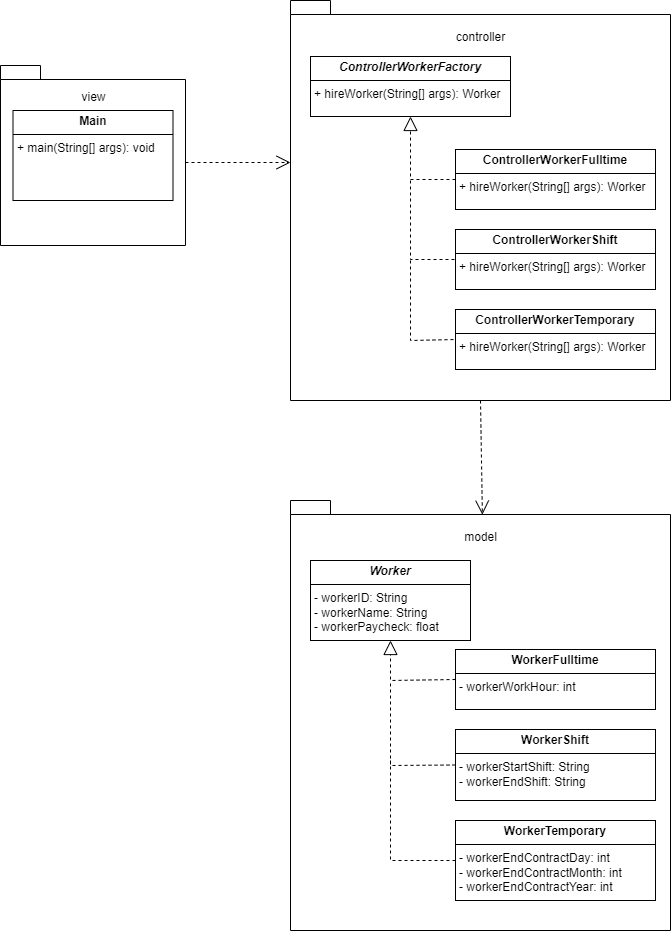 controller
ControllerWorkerFactory
+ hireWorker(String[] args): Worker
view
Main
+ main(String[] args): void
ControllerWorkerFulltime
+ hireWorker(String[] args): Worker
ControllerWorkerShift
+ hireWorker(String[] args): Worker
ControllerWorkerTemporary
+ hireWorker(String[] args): Worker
model
Worker
- workerID: String
- workerName: String
- workerPaycheck: float
WorkerFulltime
- workerWorkHour: int
WorkerShift
- workerStartShift: String
- workerEndShift: String
WorkerTemporary
- workerEndContractDay: int
- workerEndContractMonth: int
- workerEndContractYear: int